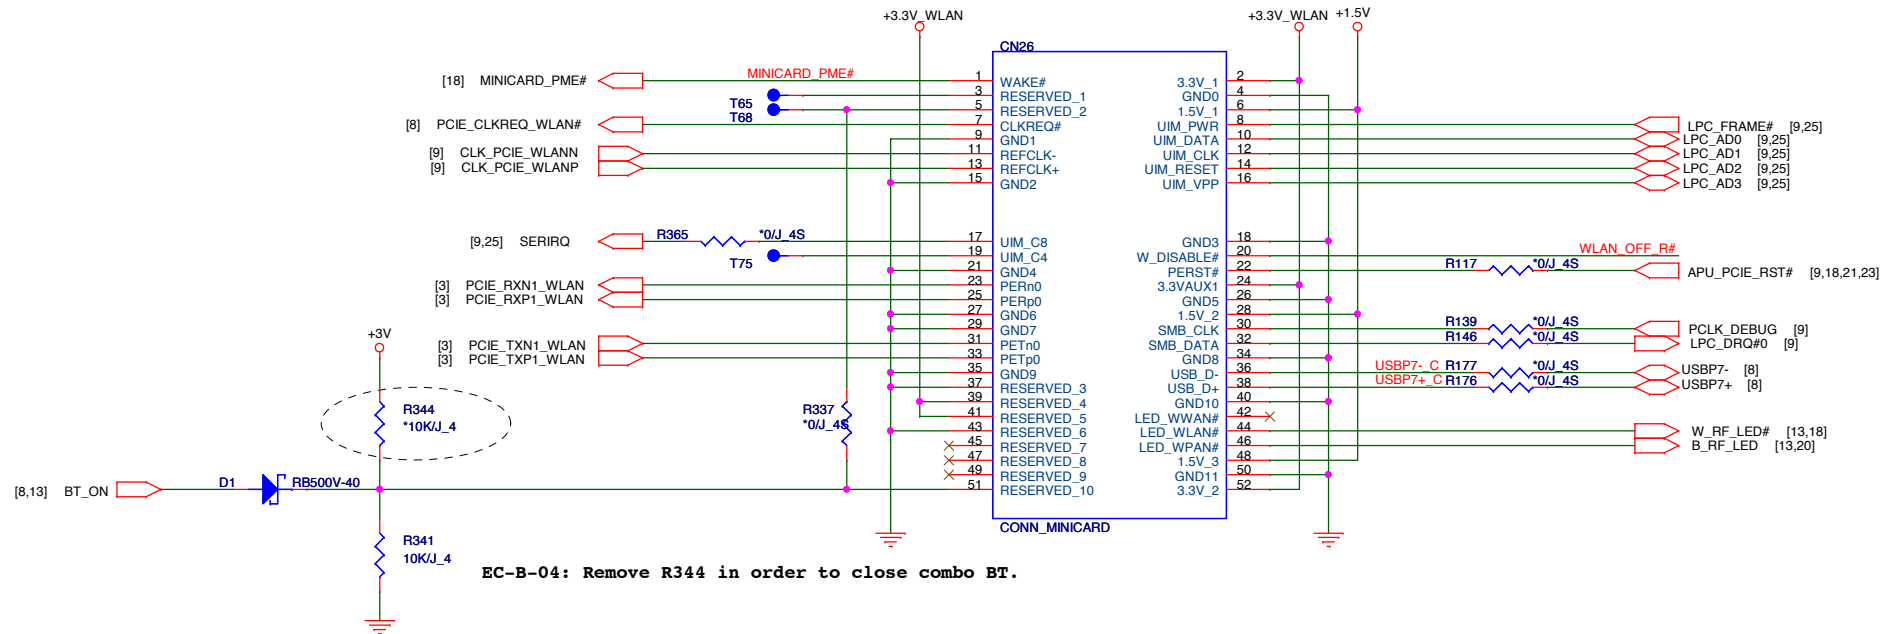 +3.3V_WLAN
+3.3V_WLAN +1.5V
CN26
[18] MINICARD_PME# MINICARD_PME# 1 WAKE# 3.3V_1 2
T65 3 RESERVED_1 GND0 4
T68 5 RESERVED_2 1.5V_1 6
[8] PCIE_CLKREQ_WLAN# 7 CLKREQ# UIM_PWR 8 LPC_FRAME# [9,25]
9 GND1 UIM_DATA 10 LPC_AD0 [9,25]
[9] CLK_PCIE_WLANN 11 REFCLK- UIM_CLK 12 LPC_AD1 [9,25]
[9] CLK_PCIE_WLANP 13 REFCLK+ UIM_RESET 14 LPC_AD2 [9,25]
15 GND2 UIM_VPP 16 LPC_AD3 [9,25]
[9,25] SERIRQ R365 *0/J_4S 17 UIM_C8 GND3 18
T75 19 UIM_C4 W_DISABLE# 20 WLAN_OFF_R#
21 GND4 PERST# 22 R117 *0/J_4S APU_PCIE_RST# [9,18,21,23]
[3] PCIE_RXN1_WLAN 23 PERn0 3.3VAUX1 24
[3] PCIE_RXP1_WLAN 25 PERp0 GND5 26
27 GND6 1.5V_2 28
29 GND7 SMB_CLK 30 R139 *0/J_4S PCLK_DEBUG [9]
[3] PCIE_TXN1_WLAN 31 PETn0 SMB_DATA 32 R146 *0/J_4S LPC_DRQ#0 [9]
[3] PCIE_TXP1_WLAN 33 PETp0 GND8 34
35 GND9 USB_D- 36 USBP7-_C R177 *0/J_4S USBP7- [8]
37 RESERVED_3 USB_D+ 38 USBP7+_C R176 *0/J_4S USBP7+ [8]
39 RESERVED_4 GND10 40
41 RESERVED_5 LED_WWAN# 42
43 RESERVED_6 LED_WLAN# 44 W_RF_LED# [13,18]
45 RESERVED_7 LED_WPAN# 46 B_RF_LED [13,20]
47 RESERVED_8 1.5V_3 48
49 RESERVED_9 GND11 50
51 RESERVED_10 3.3V_2 52
CONN_MINICARD
+3V
R344
*10K/J_4
R337
*0/J_4S
[8,13] BT_ON D1 RB500V-40
R341
10K/J_4
EC-B-04: Remove R344 in order to close combo BT.